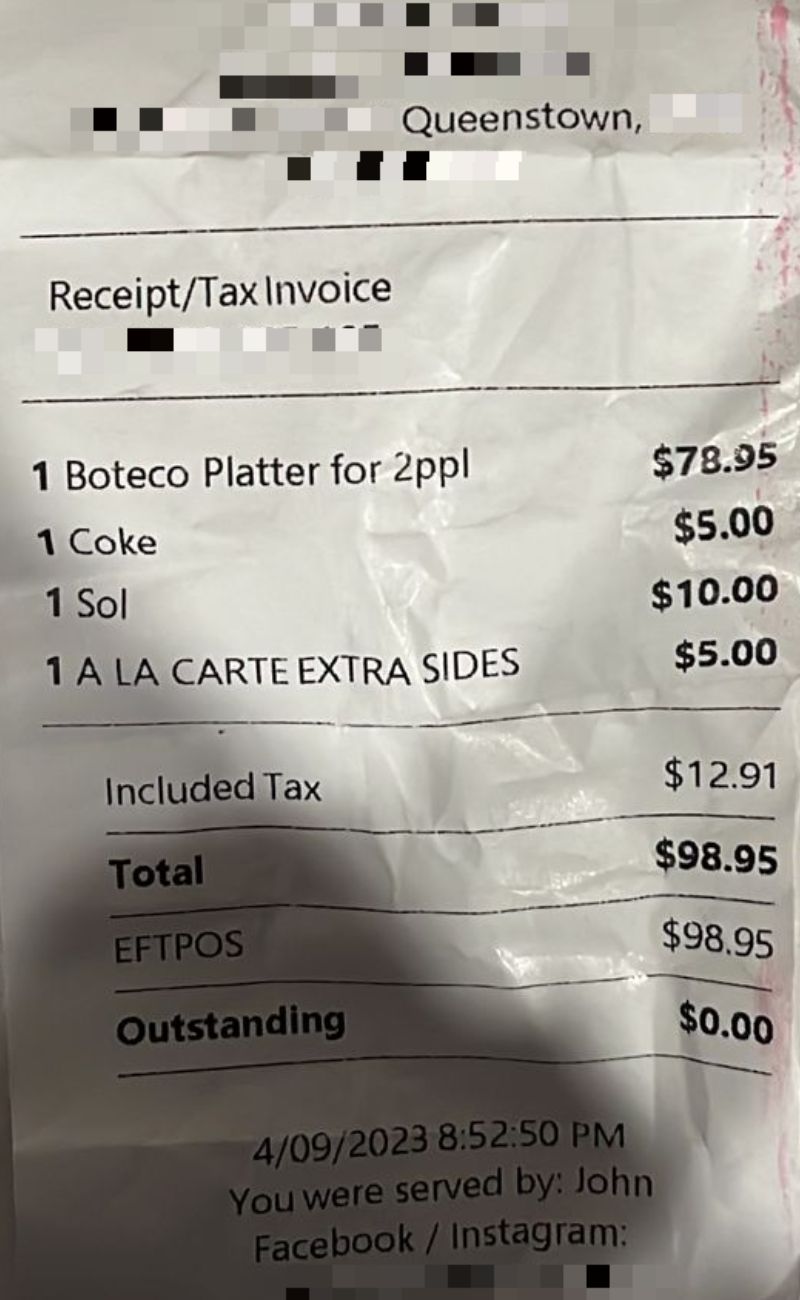 Queenstown,
Receipt/Tax Invoice
1 Boteco Platter for 2ppl $78.95
1 Coke $5.00
1 Sol $10.00
1 A LA CARTE EXTRA SIDES $5.00
Included Tax $12.91
Total $98.95
EFTPOS $98.95
Outstanding $0.00
4/09/2023 8:52:50 PM
You were served by: John
Facebook / Instagram: